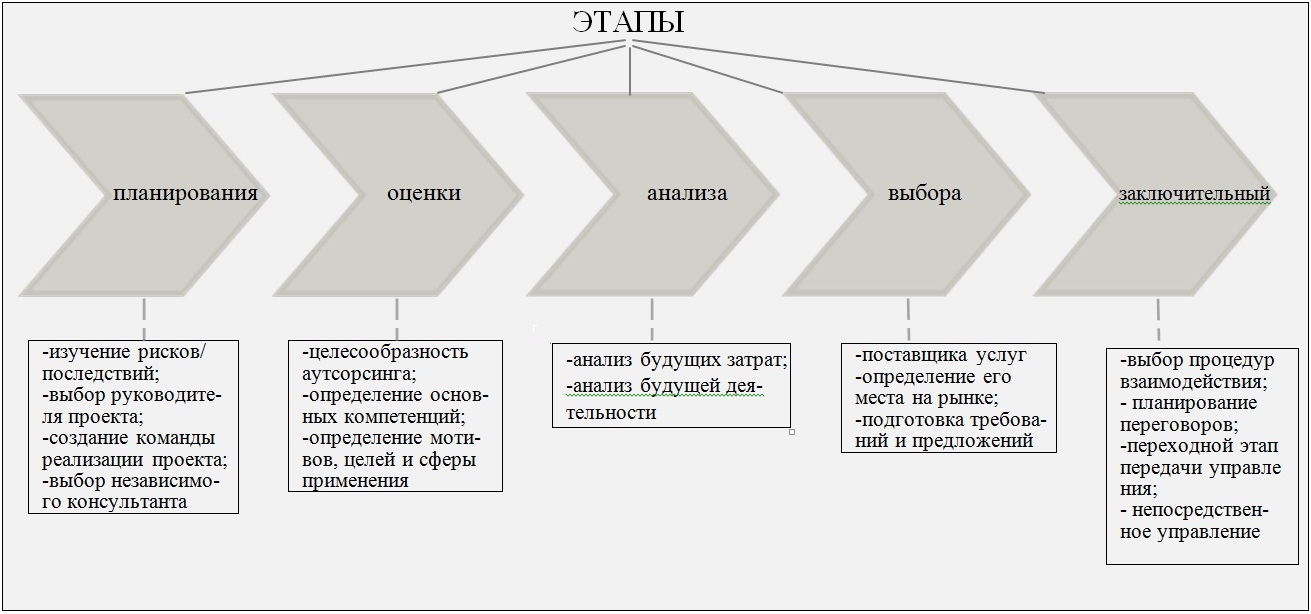 ЭТАПЫ
планирования
оценки
анализа
выбора
заключительный
-изучение рисков/
последствий;
-выбор руководите-
ля проекта;
-создание команды
реализации проекта;
-выбор независимо-
го консультанта
-целесообразность
аутсорсинга;
-определение основ-
ных компетенций;
-определение моти-
вов, целей и сферы
применения
-анализ будущих затрат;
-анализ будущей дея-
тельности
-поставщика услуг
-определение его
места на рынке;
-подготовка требова-
ний и предложений
-выбор процедур
взаимодействия;
- планирование
переговоров;
-переходной этап
передачи управле
ния;
- непосредствен-
ное управление